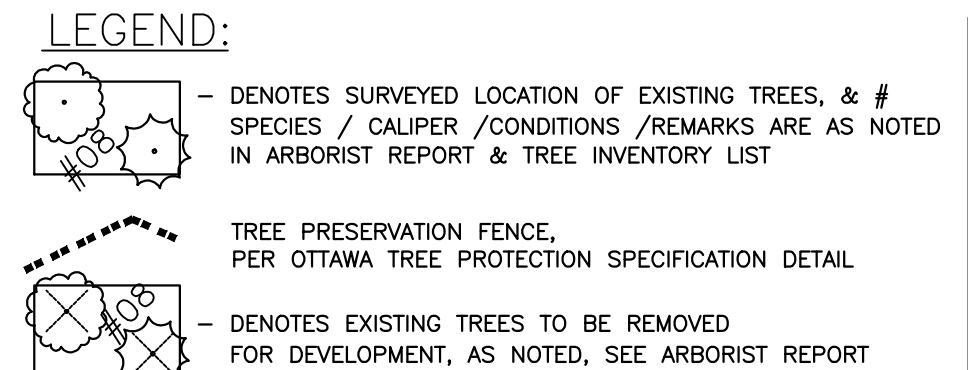 LEGEND:
#08
– DENOTES SURVEYED LOCATION OF EXISTING TREES, & #
SPECIES / CALIPER /CONDITIONS /REMARKS ARE AS NOTED
IN ARBORIST REPORT & TREE INVENTORY LIST
TREE PRESERVATION FENCE,
PER OTTAWA TREE PROTECTION SPECIFICATION DETAIL
#08
– DENOTES EXISTING TREES TO BE REMOVED
FOR DEVELOPMENT, AS NOTED, SEE ARBORIST REPORT